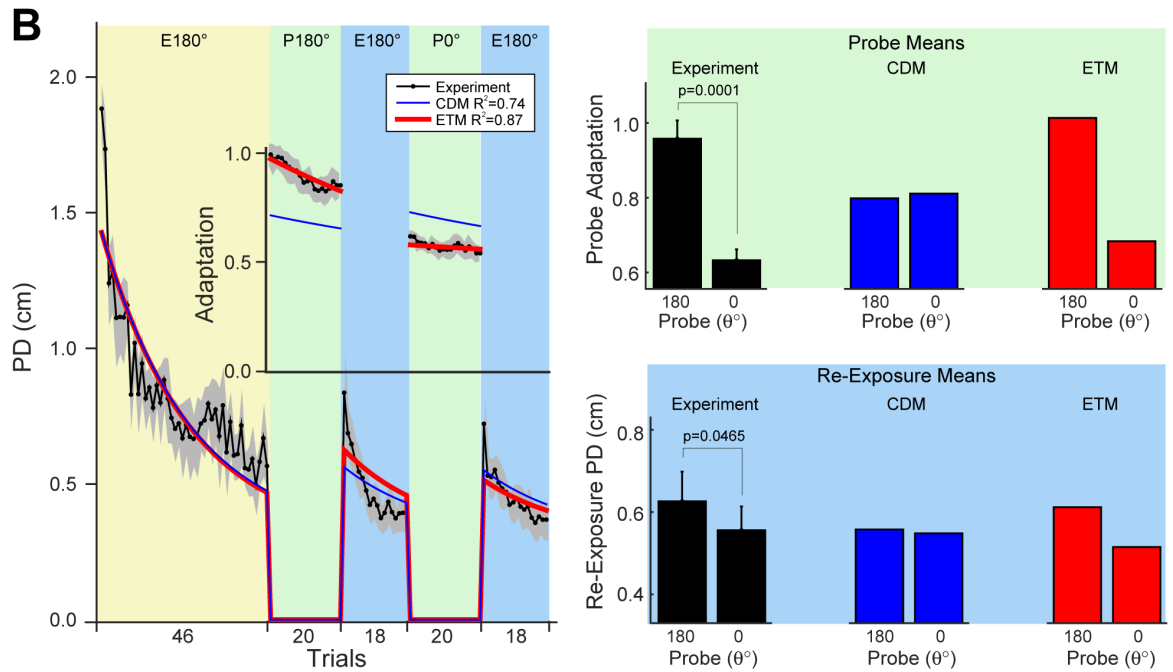 B
E180° P180° E180° P0° E180°
Experiment
CDM R²=0.74
ETM R²=0.87
PD (cm)
2.0
1.5
1.0
0.5
0.0
Adaptation
1.0
0.5
0.0
46 20 18 20 18
Trials
Probe Means
Experiment CDM ETM
p=0.0001
Probe Adaptation
1.0
0.8
0.6
180 0 180 0 180 0
Probe (θ°) Probe (θ°) Probe (θ°)
Re-Exposure Means
Experiment CDM ETM
p=0.0465
Re-Exposure PD (cm)
0.8
0.6
0.4
180 0 180 0 180 0
Probe (θ°) Probe (θ°) Probe (θ°)